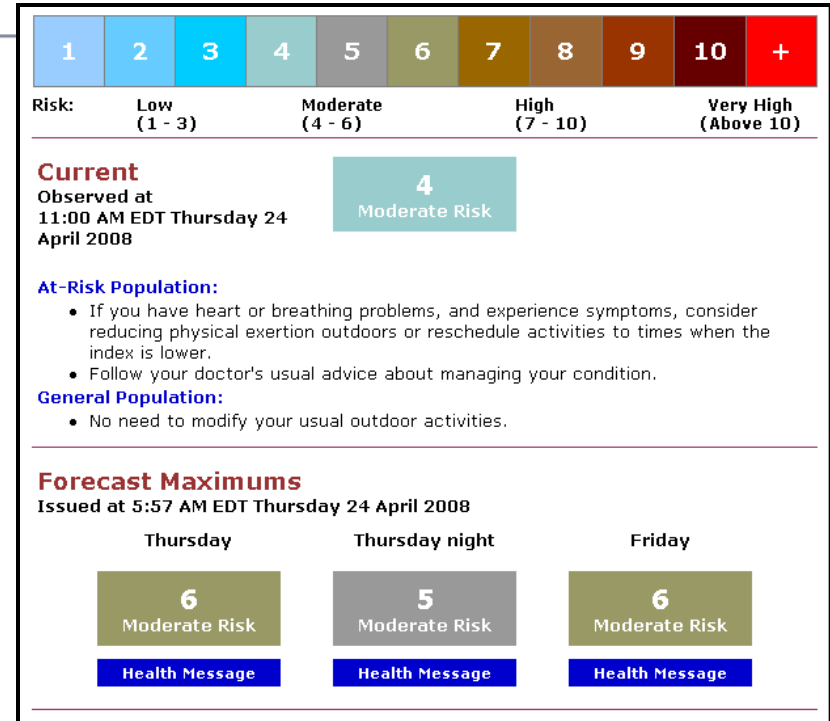 1 2 3 4 5 6 7 8 9 10 +
Risk: Low Moderate High Very High
(1 - 3) (4 - 6) (7 - 10) (Above 10)
Current
Observed at
11:00 AM EDT Thursday 24
April 2008
4
Moderate Risk
At-Risk Population:
• If you have heart or breathing problems, and experience symptoms, consider
reducing physical exertion outdoors or reschedule activities to times when the
index is lower.
• Follow your doctor's usual advice about managing your condition.
General Population:
• No need to modify your usual outdoor activities.
Forecast Maximums
Issued at 5:57 AM EDT Thursday 24 April 2008
Thursday Thursday night Friday
6 5 6
Moderate Risk Moderate Risk Moderate Risk
Health Message Health Message Health Message